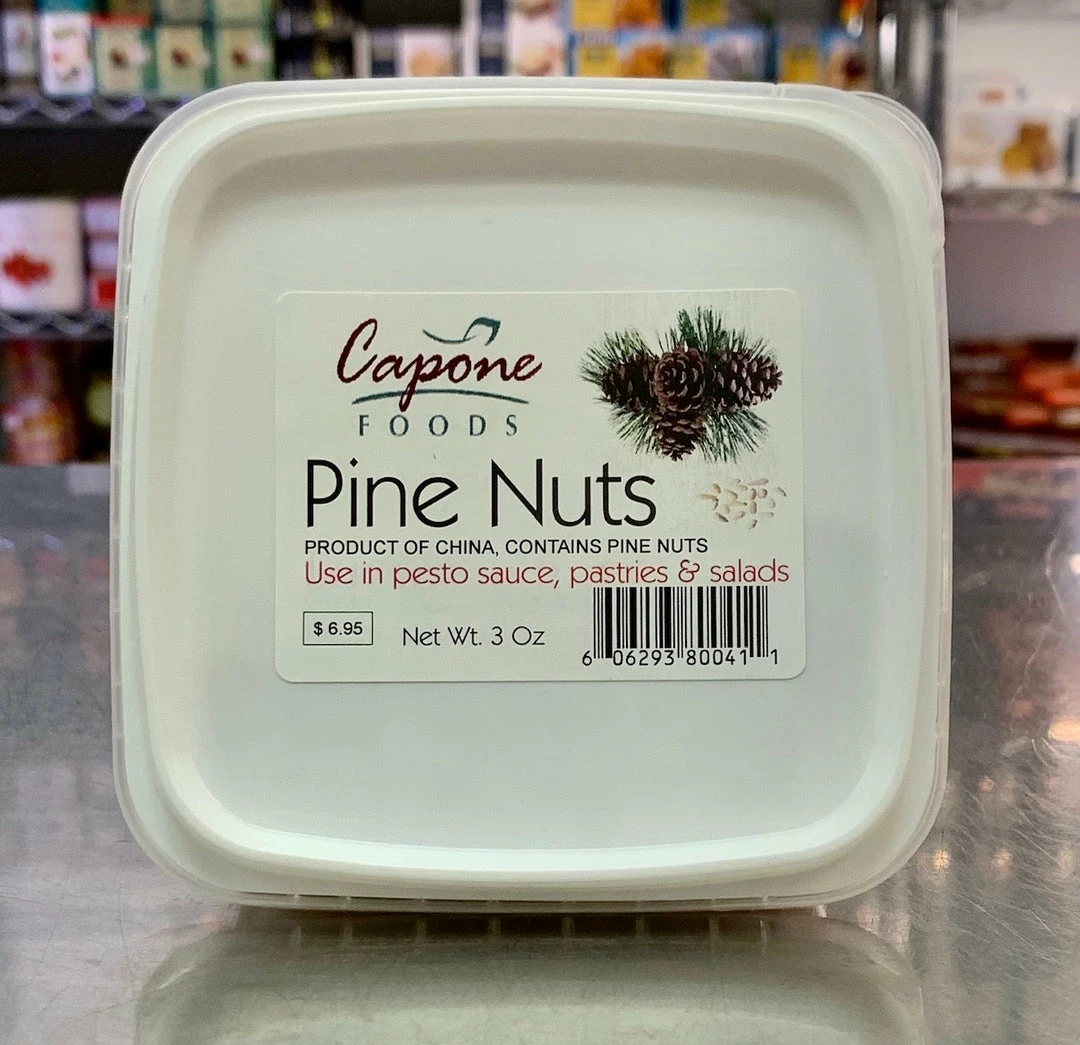 Capone
FOODS
Pine Nuts
PRODUCT OF CHINA, CONTAINS PINE NUTS
Use in pesto sauce, pastries & salads
$ 6.95
Net Wt. 3 Oz
6 06293 80041 1